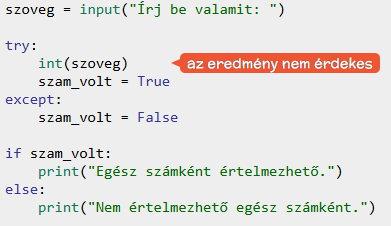 szoveg = input("Írj be valamit: ")
try:
    int(szoveg)
az eredmény nem érdekes
    szam_volt = True
except:
    szam_volt = False
if szam_volt:
    print("Egész számként értelmezhető.")
else:
    print("Nem értelmezhető egész számként.")